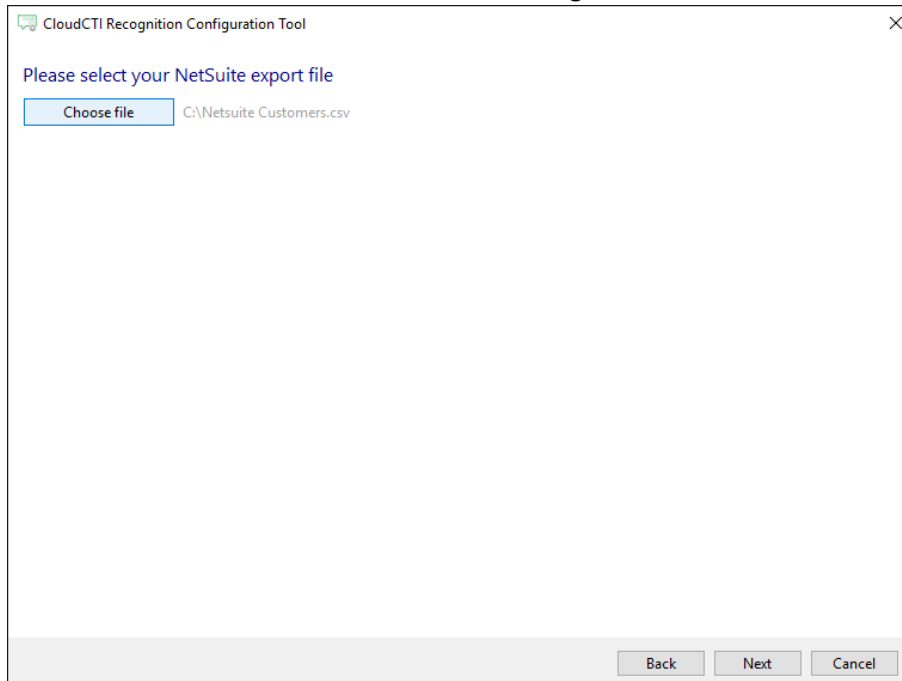 CloudCTI Recognition Configuration Tool
Please select your NetSuite export file
Choose file C:\Netsuite Customers.csv
Back Next Cancel